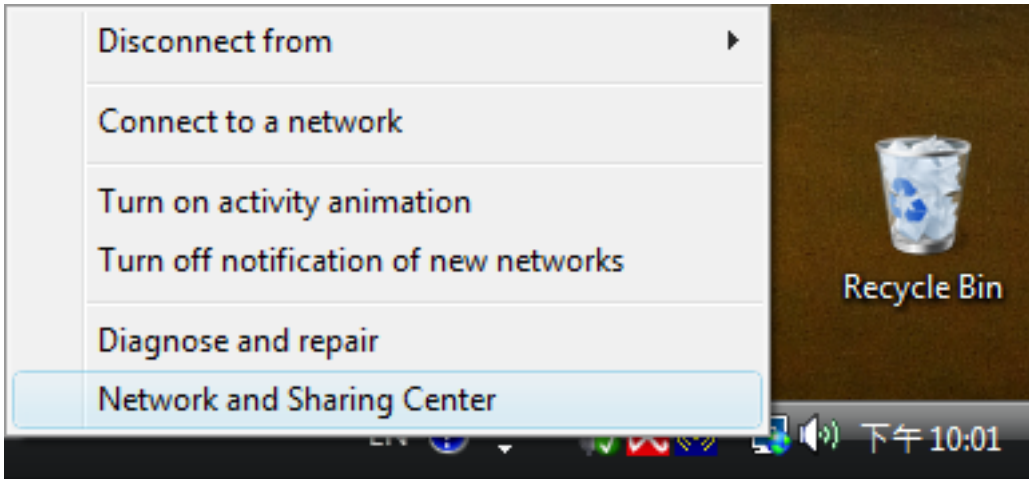 Disconnect from
Connect to a network
Turn on activity animation
Turn off notification of new networks
Diagnose and repair
Network and Sharing Center
Recycle Bin
EN
下午 10:01